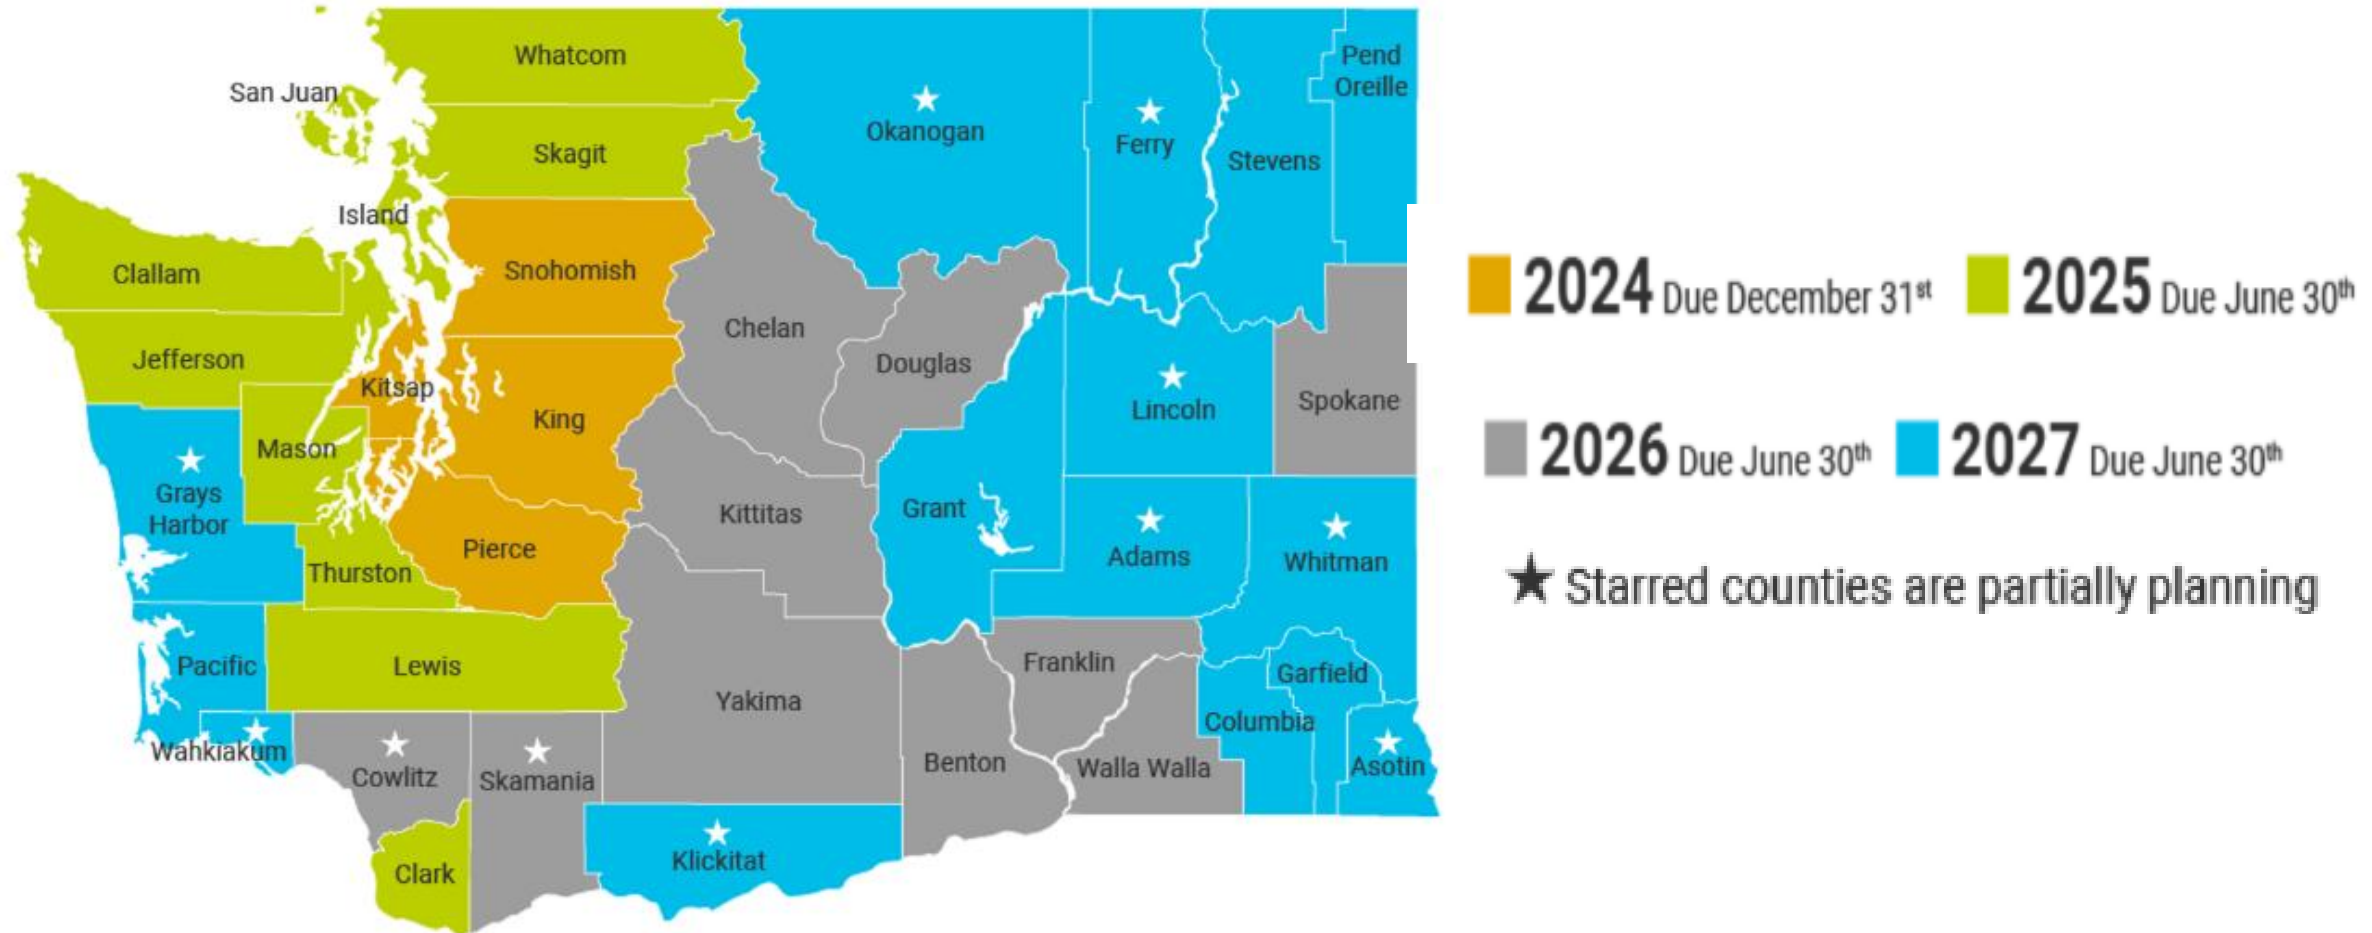 Whatcom
Pend
Oreille
San Juan
Okanogan
Ferry
Skagit
Stevens
Island
Snohomish
Clallam
Chelan
Jefferson
Douglas
Kitsap
King
Lincoln
Spokane
Mason
Grays
Harbor
Grant
Kittitas
Pierce
Adams
Whitman
Thurston
Pacific
Lewis
Franklin
Garfield
Yakima
Columbia
Wahkiakum
Cowlitz
Skamania
Benton
Walla Walla
Asotin
Klickitat
Clark
2024 Due December 31st
2025 Due June 30th
2026 Due June 30th
2027 Due June 30th
★ Starred counties are partially planning